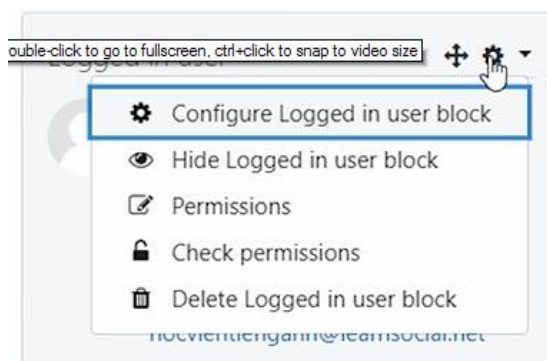 ouble-click to go to fullscreen, ctrl+click to snap to video size
Configure Logged in user block
Hide Logged in user block
Permissions
Check permissions
Delete Logged in user block